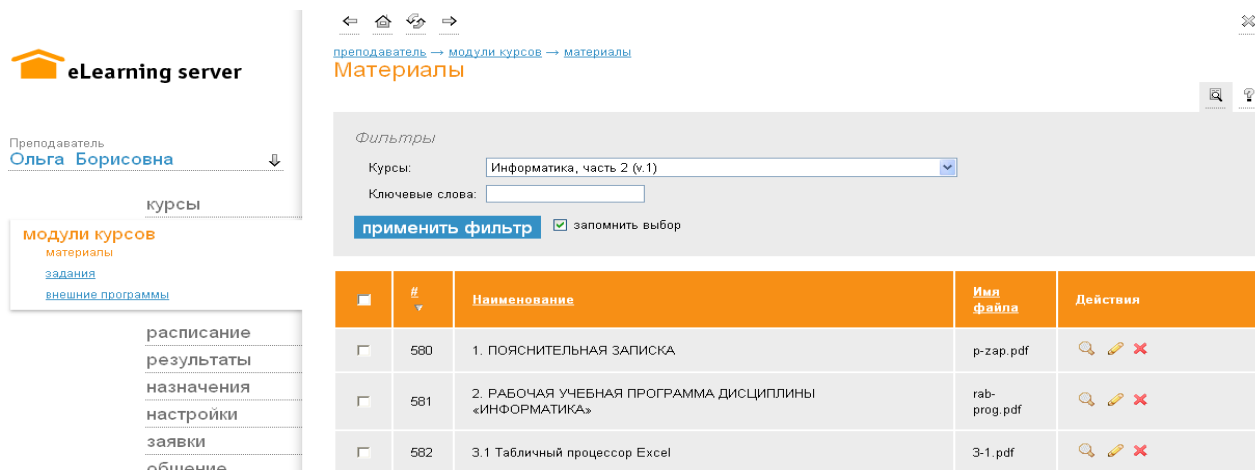 eLearning server
Преподаватель
Ольга Борисовна
курсы
модули курсов
материалы
задания
внешние программы
расписание
результаты
назначения
настройки
заявки
общение
преподаватель → модули курсов → материалы
Материалы
Фильтры
Курсы: Информатика, часть 2 (v.1)
Ключевые слова:
применить фильтр запомнить выбор
# Наименование Имя
файла Действия
580 1. ПОЯСНИТЕЛЬНАЯ ЗАПИСКА p-zap.pdf
581 2. РАБОЧАЯ УЧЕБНАЯ ПРОГРАММА ДИСЦИПЛИНЫ
«ИНФОРМАТИКА»
rab-
prog.pdf
582 3.1 Табличный процессор Excel 3-1.pdf